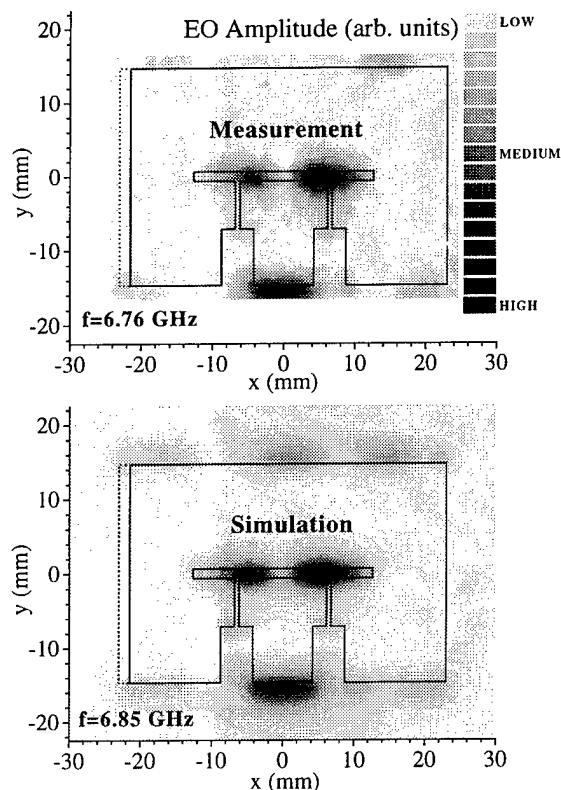 EO Amplitude (arb. units)
LOW
MEDIUM
HIGH
Measurement
f=6.76 GHz
y (mm)
20
10
0
-10
-20
-30
-20
-10
0
10
20
30
x (mm)
Simulation
f=6.85 GHz
y (mm)
20
10
0
-10
-20
-30
-20
-10
0
10
20
30
x (mm)